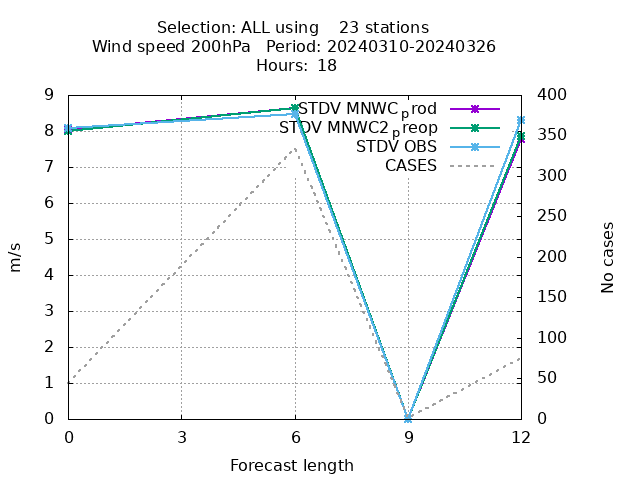 Selection: ALL using    23 stations
Wind speed 200hPa   Period: 20240310-20240326
Hours: 18
9 400
8 350
7 300
6 250
5 200
4 150
3 100
2 50
1 0
0
STDV MNWCprod
STDV MNWC2preop
STDV OBS
CASES
m/s
No cases
0 3 6 9 12
Forecast length